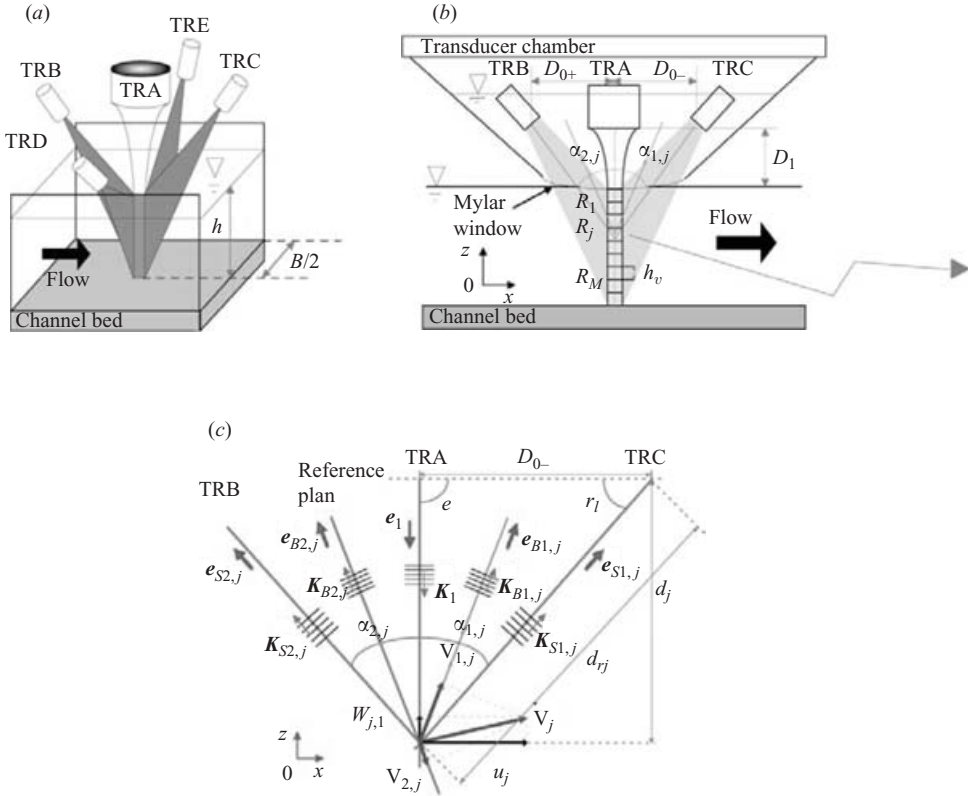 (a)
TRE
TRB
TRC
TRA
TRD
h
Flow
B/2
Channel bed
(b)
Transducer chamber
TRB
D0+
TRA
D0−
TRC
α2, j
α1, j
D1
Mylar window
R1
Rj
Flow
z
0
x
RM
hv
Channel bed
(c)
TRA
D0−
TRC
Reference plan
TRB
e
rl
e1
eB2, j
eB1, j
eS2, j
eS1, j
KB2, j
K1
KB1, j
dj
α2, j
α1, j
KS2, j
KS1, j
V1, j
drj
Wj,1
Vj
z
0
x
V2, j
uj